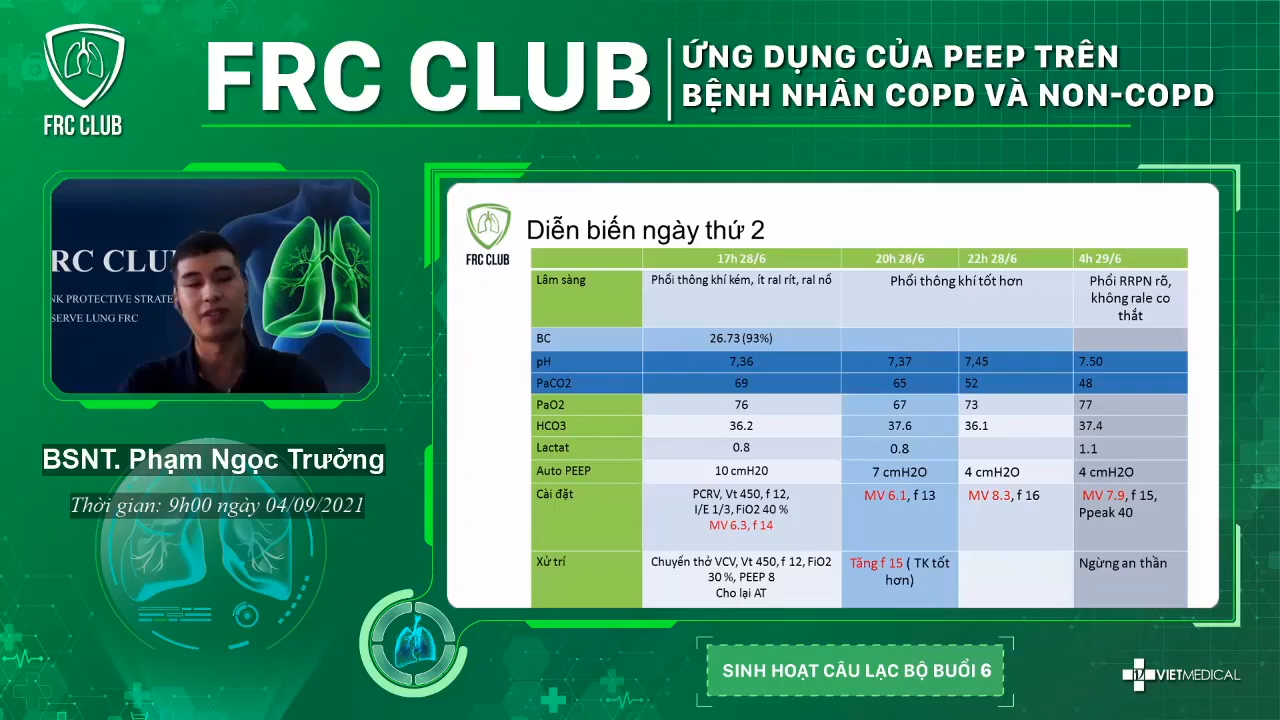 FRC CLUB
FRC CLUB
ỨNG DỤNG CỦA PEEP TRÊN
BỆNH NHÂN COPD VÀ NON-COPD
RC CLU
NK PROTECTIVE STRATE
SERVE LUNG FRC
BSNT. Phạm Ngọc Trưởng
Thời gian: 9h00 ngày 04/09/2021
FRC CLUB
Diễn biến ngày thứ 2
17h 28/6 20h 28/6 22h 28/6 4h 29/6
Lâm sàng Phổi thông khí kém, ít ral rít, ral nổ Phổi thông khí tốt hơn Phổi RRPN rõ,
không rale co
thắt
BC 26.73 (93%)
pH 7,36 7,37 7,45 7.50
PaCO2 69 65 52 48
PaO2 76 67 73 77
HCO3 36.2 37.6 36.1 37.4
Lactat 0.8 0.8 1.1
Auto PEEP 10 cmH20 7 cmH2O 4 cmH2O 4 cmH2O
Cài đặt PCRV, Vt 450, f 12, MV 6.1, f 13 MV 8.3, f 16 MV 7.9, f 15,
I/E 1/3, FiO2 40 % Ppeak 40
MV 6.3, f 14
Xử trí Chuyển thở VCV, Vt 450, f 12, FiO2 Tăng f 15 ( TK tốt Ngừng an thần
30 %, PEEP 8 hơn)
Cho lại AT
SINH HOẠT CÂU LẠC BỘ BUỔI 6
VIETMEDICAL